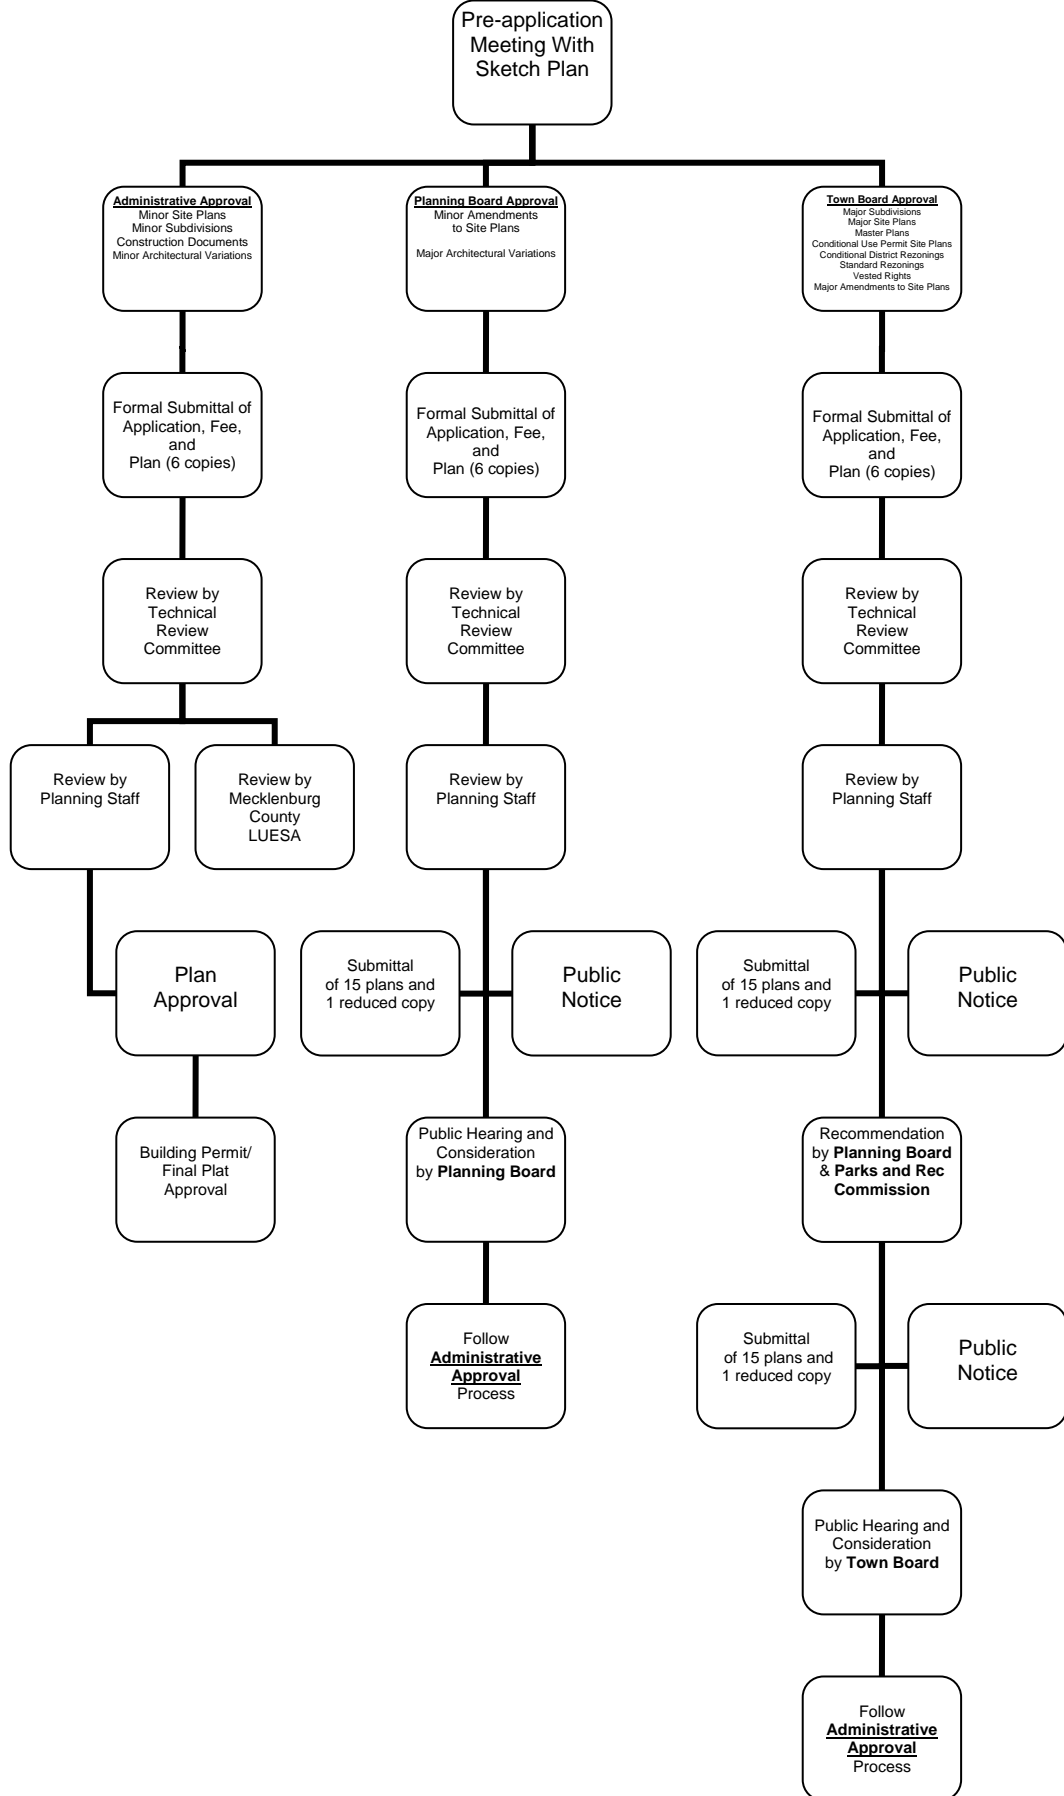 Pre-application
Meeting With
Sketch Plan
Administrative Approval
Minor Site Plans
Minor Subdivisions
Construction Documents
Minor Architectural Variations
Planning Board Approval
Minor Amendments
to Site Plans
Major Architectural Variations
Town Board Approval
Major Subdivisions
Major Site Plans
Master Plans
Conditional Use Permit Site Plans
Conditional District Rezonings
Standard Rezonings
Vested Rights
Major Amendments to Site Plans
Formal Submittal of
Application, Fee,
and
Plan (6 copies)
Formal Submittal of
Application, Fee,
and
Plan (6 copies)
Formal Submittal of
Application, Fee,
and
Plan (6 copies)
Review by
Technical
Review
Committee
Review by
Technical
Review
Committee
Review by
Technical
Review
Committee
Review by
Planning Staff
Review by
Mecklenburg
County
LUESA
Review by
Planning Staff
Review by
Planning Staff
Plan
Approval
Submittal
of 15 plans and
1 reduced copy
Public
Notice
Submittal
of 15 plans and
1 reduced copy
Public
Notice
Building Permit/
Final Plat
Approval
Public Hearing and
Consideration
by Planning Board
Recommendation
by Planning Board
& Parks and Rec
Commission
Follow
Administrative
Approval
Process
Submittal
of 15 plans and
1 reduced copy
Public
Notice
Public Hearing and
Consideration
by Town Board
Follow
Administrative
Approval
Process